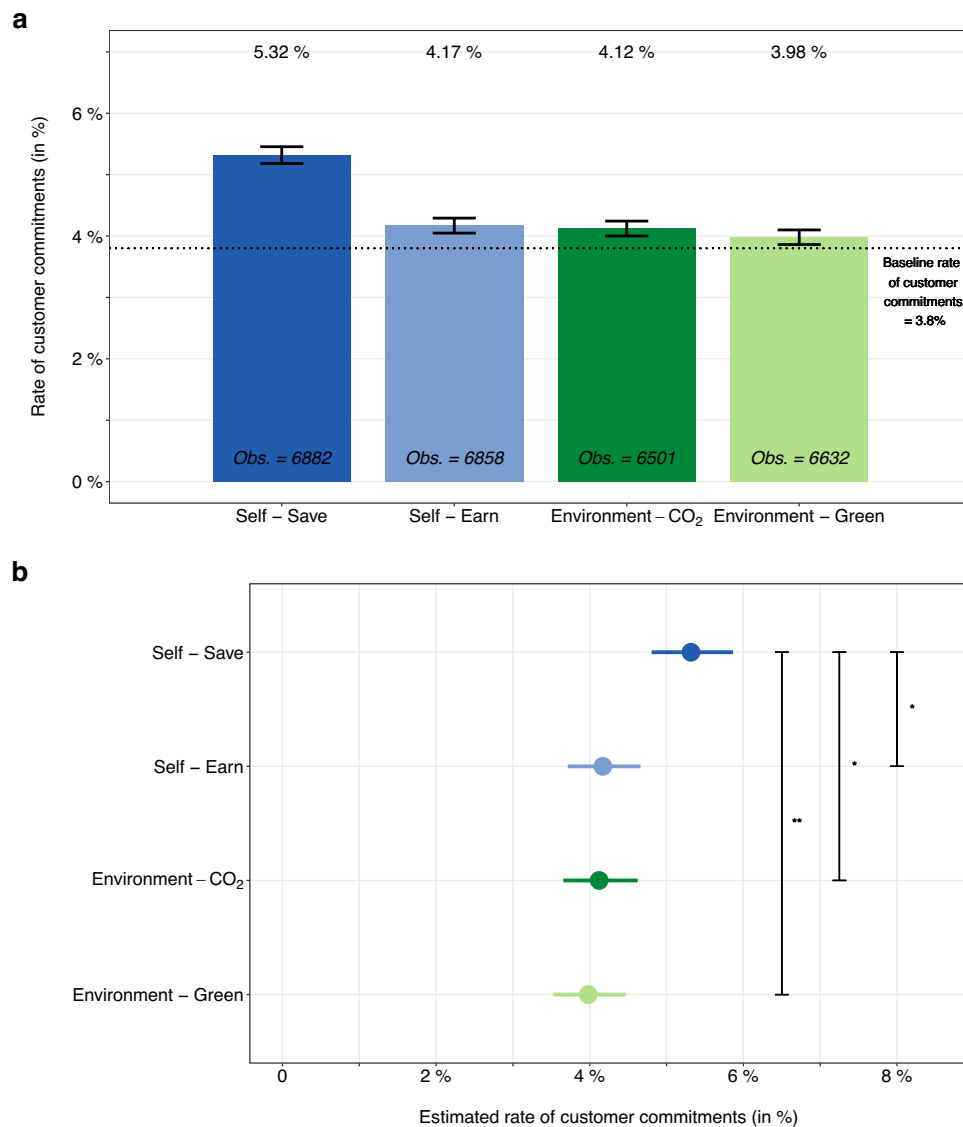 a
5.32 %
4.17 %
4.12 %
3.98 %
Rate of customer commitments (in %)
6 %
4 %
2 %
0 %
Baseline rate
of customer
commitments
= 3.8%
Obs. = 6882
Obs. = 6858
Obs. = 6501
Obs. = 6632
Self – Save
Self – Earn
Environment – CO₂
Environment – Green
b
Self – Save
Self – Earn
Environment – CO₂
Environment – Green
*
*
**
0
2 %
4 %
6 %
8 %
Estimated rate of customer commitments (in %)